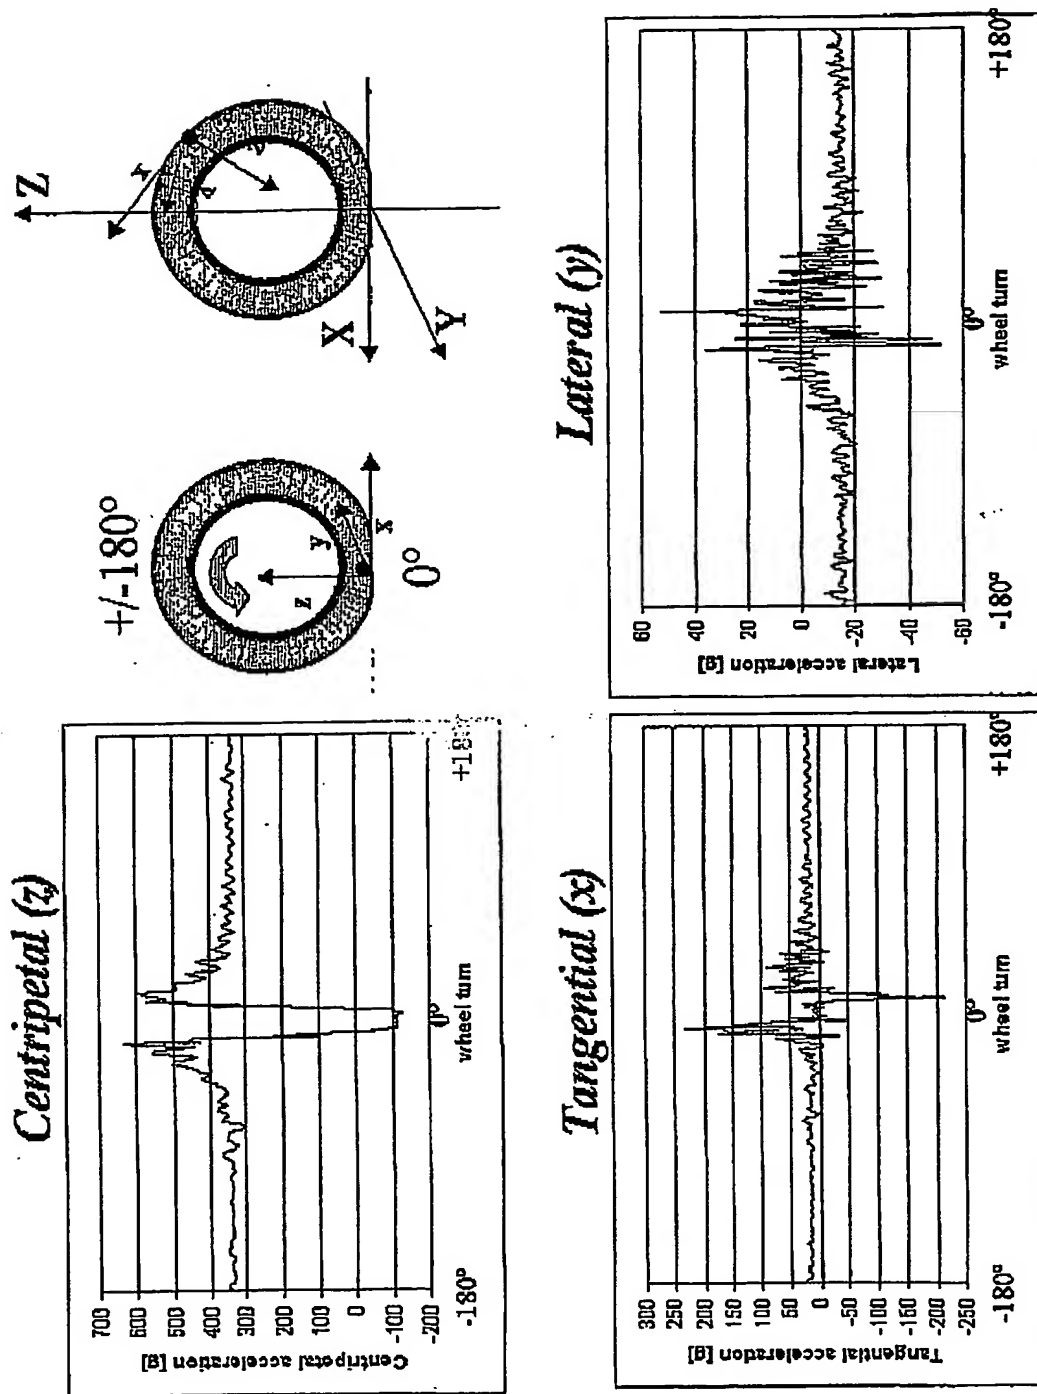 Centripetal (z)
Centripetal acceleration [g]
700
600
500
400
300
200
100
0
-100
-200
-180°
0°
+180°
wheel turn
+/-180°
z
y
x
0°
Z
X
Y
Tangential (x)
Tangential acceleration [g]
300
250
200
150
100
50
0
-50
-100
-150
-200
-250
-180°
0°
+180°
wheel turn
Lateral (y)
Lateral acceleration [g]
60
40
20
0
-20
-40
-60
-180°
0°
+180°
wheel turn